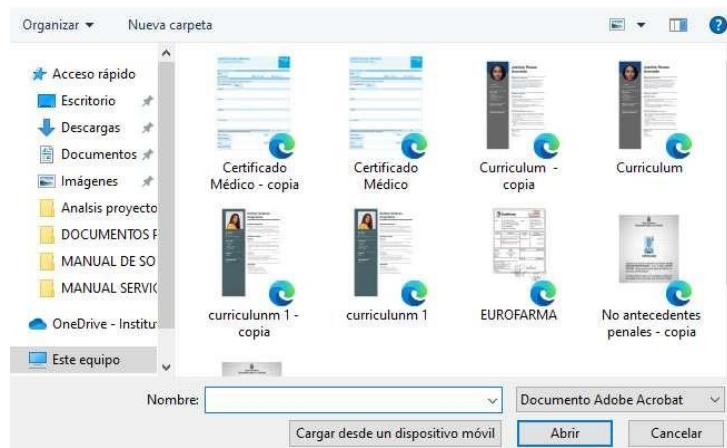 Organizar
Nueva carpeta
Acceso rápido
Escritorio
Descargas
Documentos
Imágenes
Analsis proyecto
DOCUMENTOS F
MANUAL DE SO
MANUAL SERVIC
OneDrive - Institu
Este equipo
Certificado
Médico - copia
Certificado
Médico
Curriculum -
copia
Curriculum
curriculunm 1 -
copia
curriculunm 1
EUROFARMA
No antecedentes
penales - copia
Nombre:
Documento Adobe Acrobat
Cargar desde un dispositivo móvil
Abrir
Cancelar